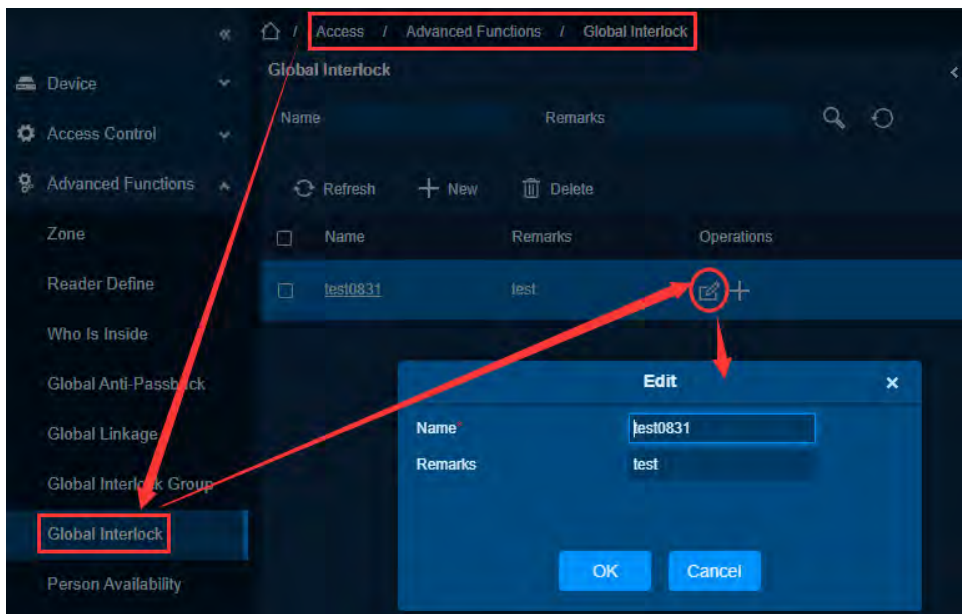 « / Access / Advanced Functions / Global Interlock
Device
Access Control
Advanced Functions
Zone
Reader Define
Who Is Inside
Global Anti-Passback
Global Linkage
Global Interlock Group
Global Interlock
Person Availability
Global Interlock
Name Remarks
Refresh New Delete
Name Remarks Operations
test0831 test
Edit ×
Name* test0831
Remarks test
OK Cancel